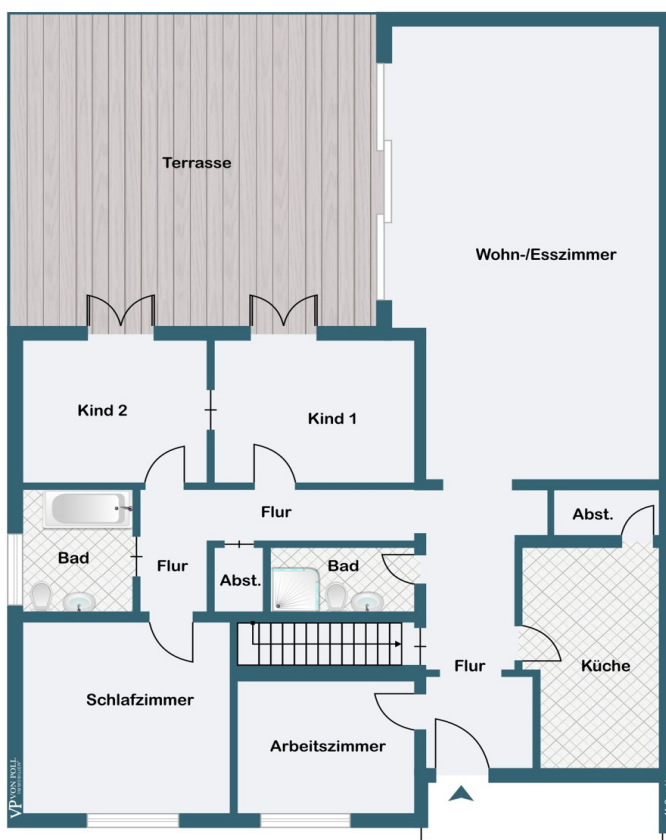 Terrasse
Wohn-/Esszimmer
Kind 2
Kind 1
Flur
Abst.
Bad
Flur
Abst.
Bad
Schlafzimmer
Flur
Küche
Arbeitszimmer
VP VON POLL
IMMOBILIEN